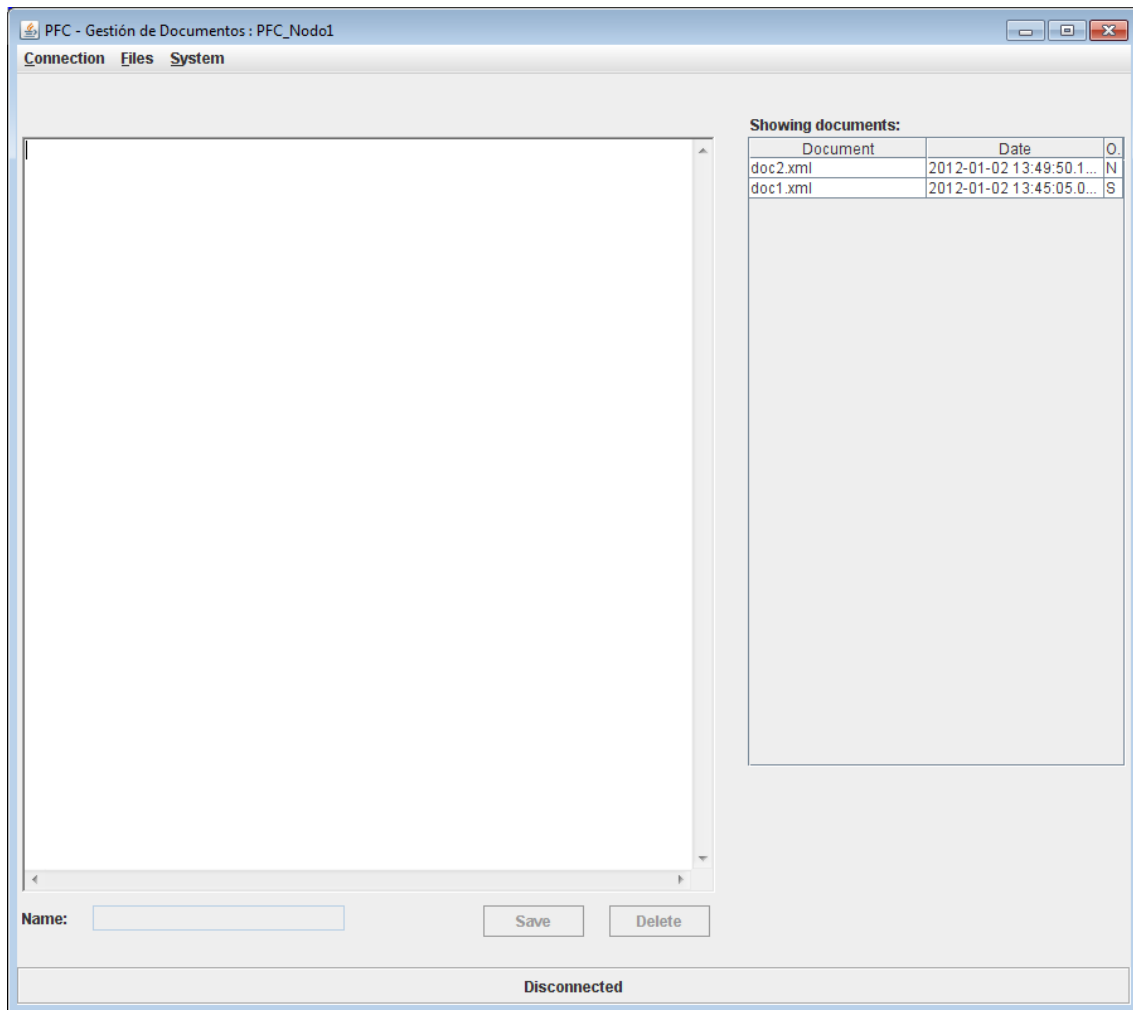 PFC - Gestión de Documentos : PFC_Nodo1
Connection Files System
Showing documents:
Document Date O.
doc2.xml 2012-01-02 13:49:50.1... N
doc1.xml 2012-01-02 13:45:05.0... S
Name: Save Delete
Disconnected